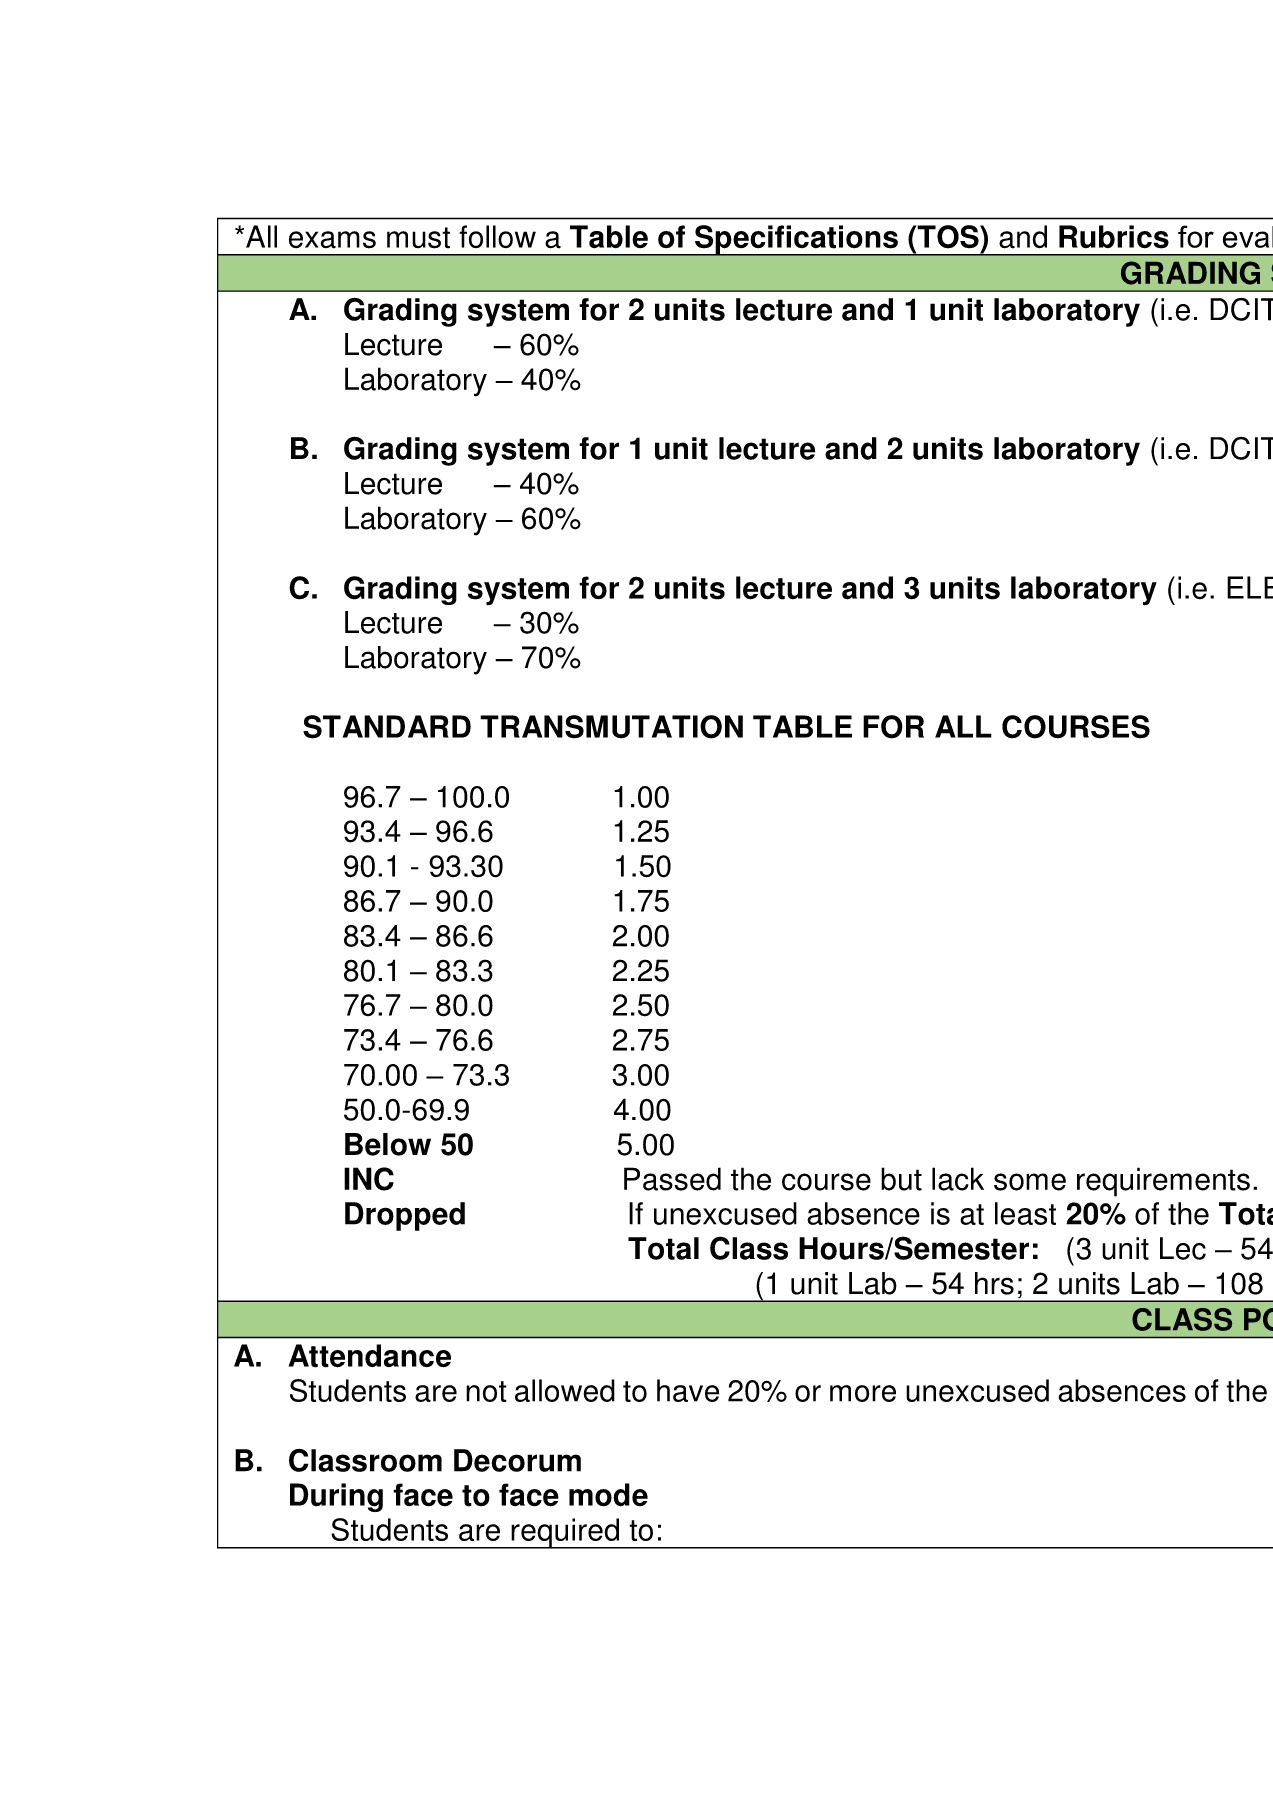 *All exams must follow a Table of Specifications (TOS) and Rubrics for
GRADING
A. Grading system for 2 units lecture and 1 unit laboratory (i.e. DCIT
Lecture – 60%
Laboratory – 40%
B. Grading system for 1 unit lecture and 2 units laboratory (i.e. DCIT
Lecture – 40%
Laboratory – 60%
C. Grading system for 2 units lecture and 3 units laboratory (i.e.
Lecture – 30%
Laboratory – 70%
STANDARD TRANSMUTATION TABLE FOR ALL COURSES
96.7 – 100.0 1.00
93.4 – 96.6 1.25
90.1 - 93.30 1.50
86.7 – 90.0 1.75
83.4 – 86.6 2.00
80.1 – 83.3 2.25
76.7 – 80.0 2.50
73.4 – 76.6 2.75
70.00 – 73.3 3.00
50.0-69.9 4.00
Below 50 5.00
INC Passed the course but lack some requirements.
Dropped If unexcused absence is at least 20% of the
Total Class Hours/Semester: (3 unit Lec – 54
(1 unit Lab – 54 hrs; 2 units Lab – 108
CLASS
A. Attendance
Students are not allowed to have 20% or more unexcused absences of the
B. Classroom Decorum
During face to face mode
Students are required to: